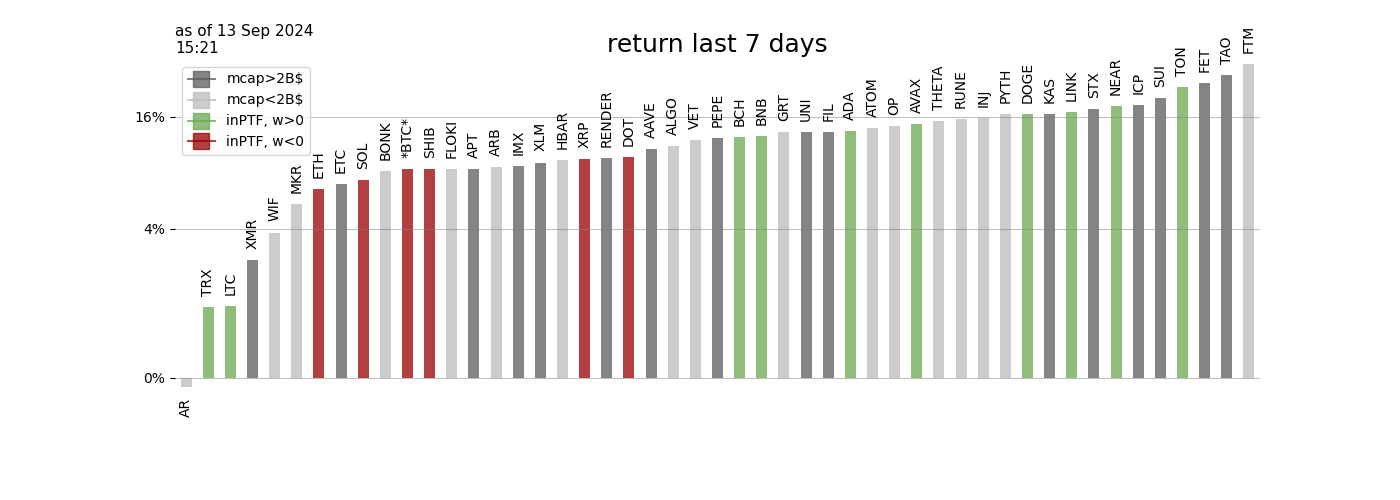 as of 13 Sep 2024
15:21
return last 7 days
mcap>2B$
mcap<2B$
inPTF, w>0
inPTF, w<0
16%
4%
0%
AR
TRX
LTC
XMR
WIF
MKR
ETH
ETC
SOL
BONK
*BTC*
SHIB
FLOKI
APT
ARB
IMX
XLM
HBAR
XRP
RENDER
DOT
AAVE
ALGO
VET
PEPE
BCH
BNB
GRT
UNI
FIL
ADA
ATOM
OP
AVAX
THETA
RUNE
INJ
PYTH
DOGE
KAS
LINK
STX
NEAR
ICP
SUI
TON
FET
TAO
FTM